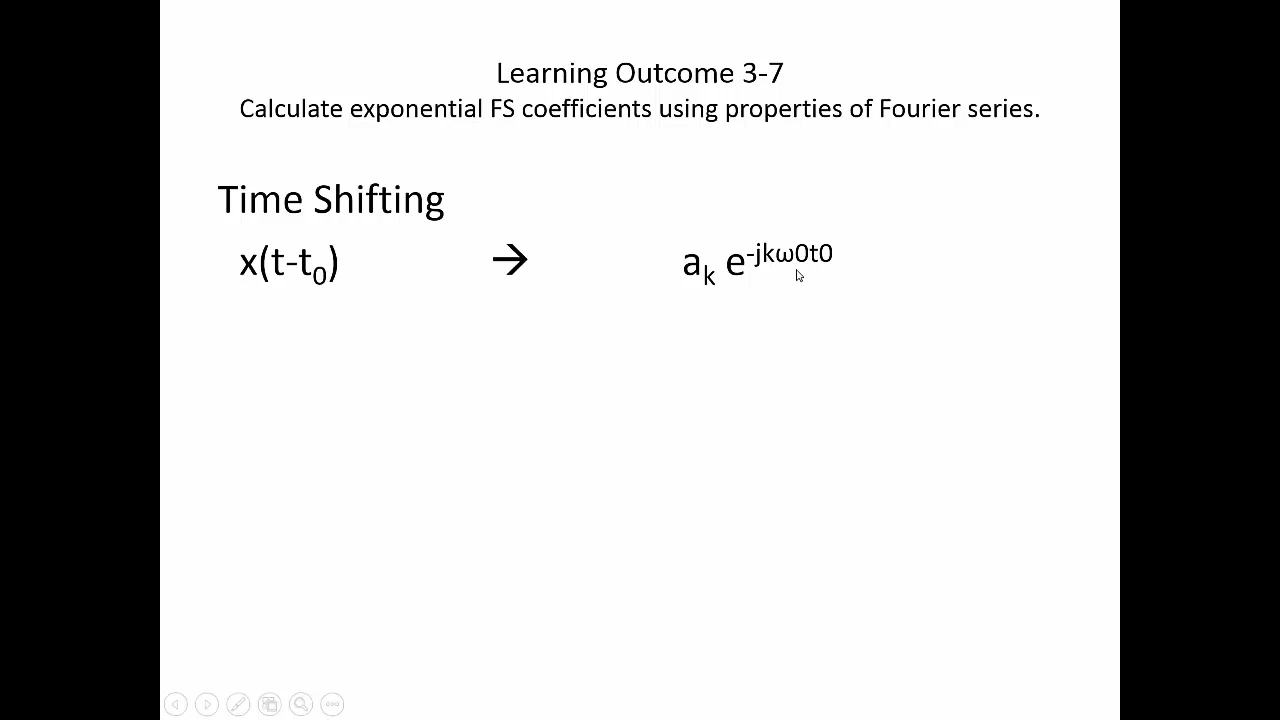 Learning Outcome 3-7
Calculate exponential FS coefficients using properties of Fourier series.
Time Shifting
x(t-t₀) → aₖ e^-jkω0t0